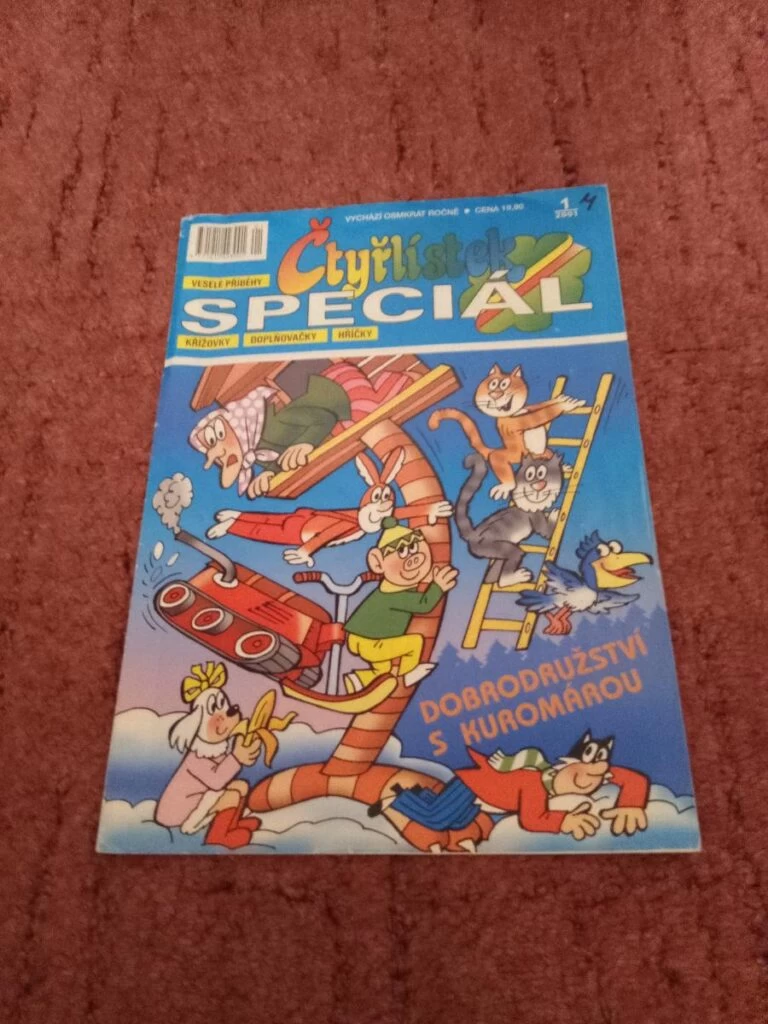 VYCHÁZÍ OSMKRÁT ROČNĚ ● CENA 19,90
1
2001
Čtyřlístek
VESELÉ PŘÍBĚHY
SPECIÁL
KŘÍŽOVKY DOPLŇOVAČKY HŘÍČKY
DOBRODRUŽSTVÍ
S KUROMÁROU